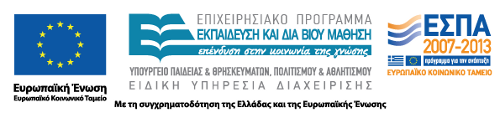 Ευρωπαϊκή Ένωση
Ευρωπαϊκό Κοινωνικό Ταμείο
ΕΠΙΧΕΙΡΗΣΙΑΚΟ ΠΡΟΓΡΑΜΜΑ
ΕΚΠΑΙΔΕΥΣΗ ΚΑΙ ΔΙΑ ΒΙΟΥ ΜΑΘΗΣΗ
επένδυση στην κοινωνία της γνώσης
ΥΠΟΥΡΓΕΙΟ ΠΑΙΔΕΙΑΣ & ΘΡΗΣΚΕΥΜΑΤΩΝ, ΠΟΛΙΤΙΣΜΟΥ & ΑΘΛΗΤΙΣΜΟΥ
ΕΙΔΙΚΗ ΥΠΗΡΕΣΙΑ ΔΙΑΧΕΙΡΙΣΗΣ
Με τη συγχρηματοδότηση της Ελλάδας και της Ευρωπαϊκής Ένωσης
ΕΣΠΑ
2007-2013
πρόγραμμα για την ανάπτυξη
ΕΥΡΩΠΑΪΚΟ ΚΟΙΝΩΝΙΚΟ ΤΑΜΕΙΟ